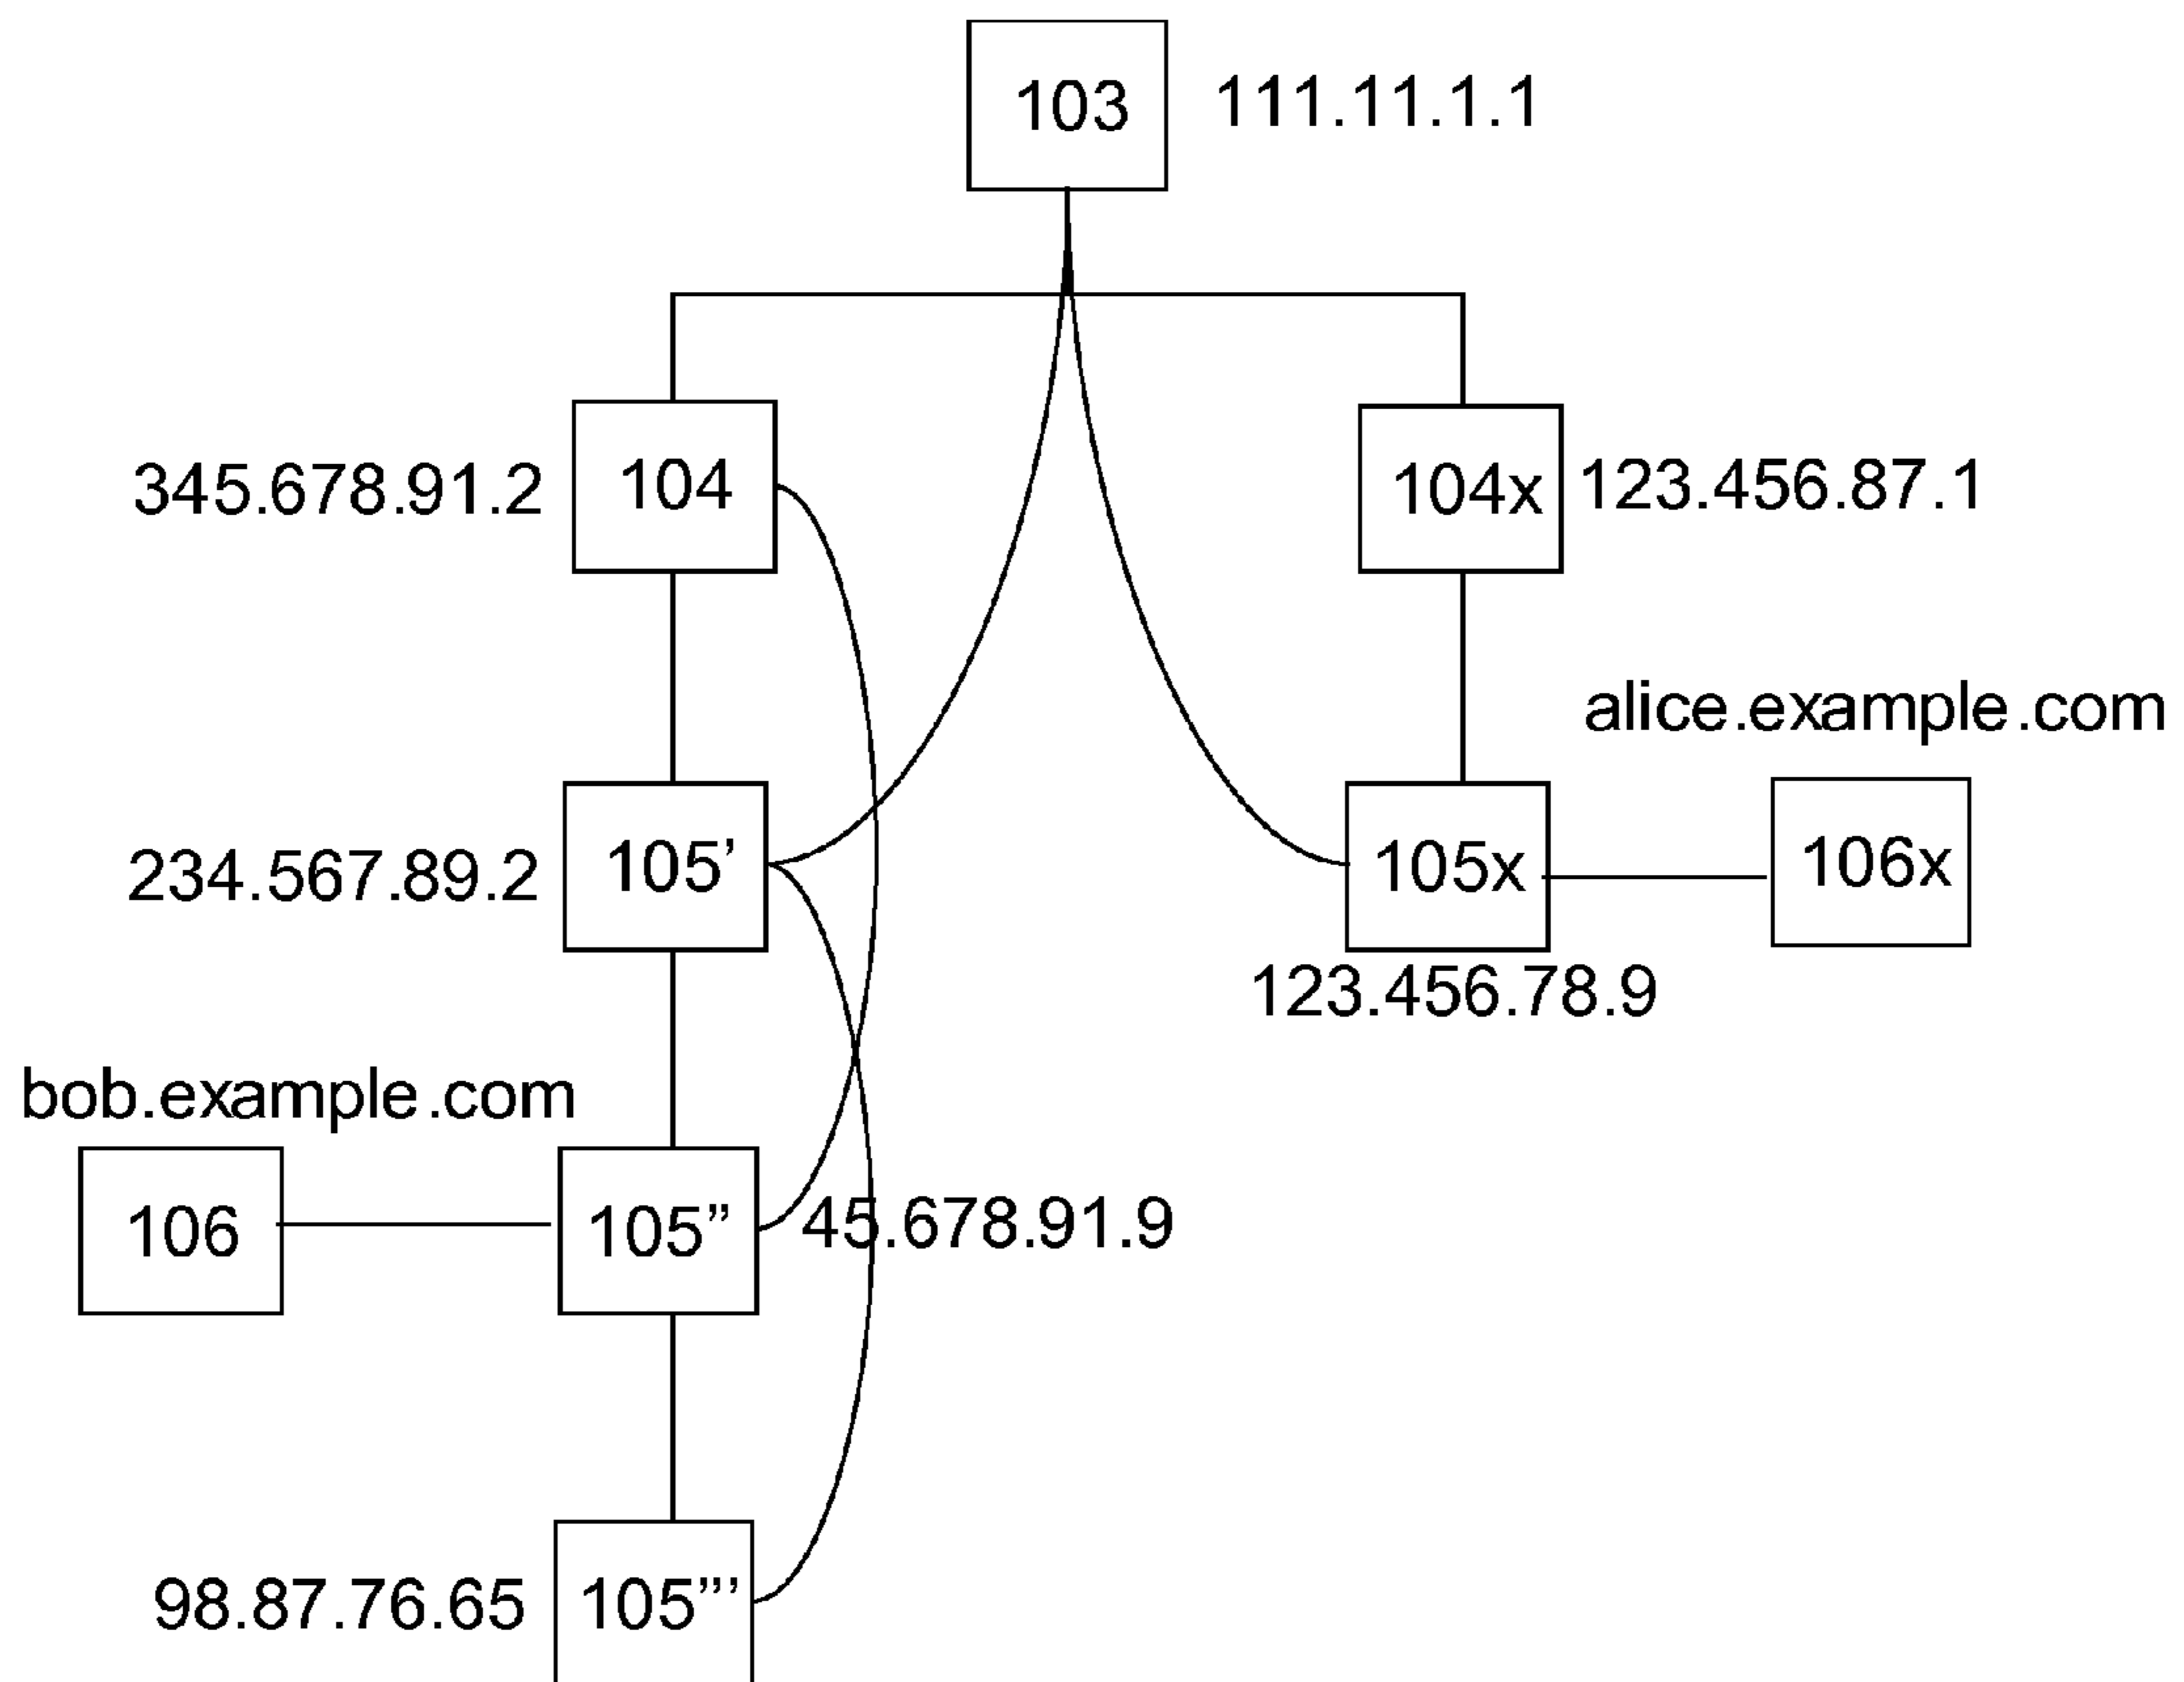 103 111.11.1.1
345.678.91.2 104 104x 123.456.87.1
alice.example.com
234.567.89.2 105’ 105x 106x
123.456.78.9
bob.example.com
106 105” 45.678.91.9
98.87.76.65 105”’